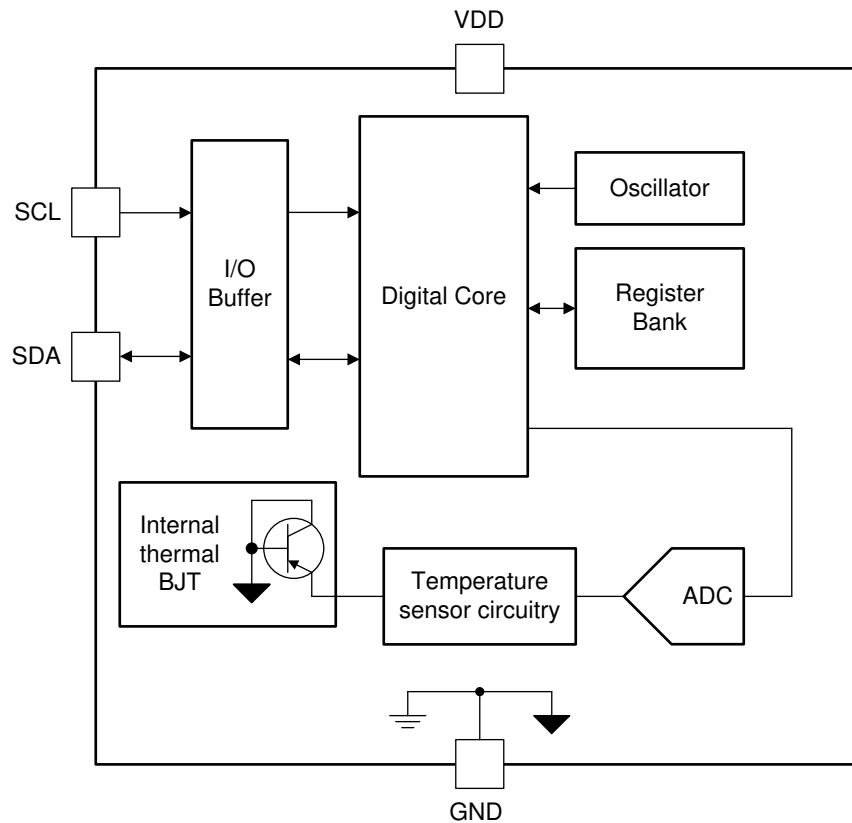 VDD
SCL
I/O
Buffer
SDA
Digital Core
Oscillator
Register
Bank
Internal
thermal
BJT
Temperature
sensor circuitry
ADC
GND